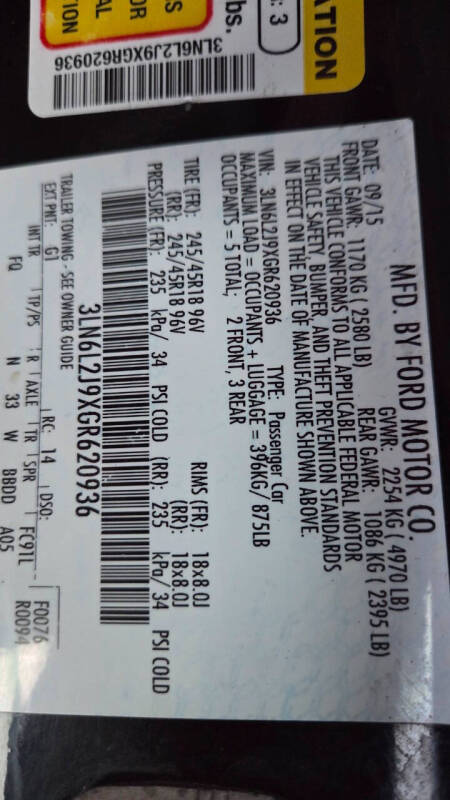 ATION
: 3
bs.
SS
OR
AL
TION
3LN6L2J9XGR620936
MFD. BY FORD MOTOR CO.
DATE: 09/15 GVWR: 2254 KG ( 4970 LB)
FRONT GAWR: 1170 KG ( 2580 LB) REAR GAWR: 1086 KG ( 2395 LB)
THIS VEHICLE CONFORMS TO ALL APPLICABLE FEDERAL MOTOR
VEHICLE SAFETY, BUMPER, AND THEFT PREVENTION STANDARDS
IN EFFECT ON THE DATE OF MANUFACTURE SHOWN ABOVE.
VIN: 3LN6L2J9XGR620936 TYPE: Passenger Car
MAXIMUM LOAD = OCCUPANTS + LUGGAGE = 396KG/ 875LB
OCCUPANTS = 5 TOTAL; 2 FRONT, 3 REAR
TIRE (FR): 245/45R18 96V RIMS (FR): 18x8.0J
(RR): 245/45R18 96V (RR): 18x8.0J
PRESSURE (FR): 235 kPa/ 34 PSI COLD (RR): 235 kPa/ 34 PSI COLD
3LN6L2J9XGR620936
TRAILER TOWING - SEE OWNER GUIDE
EXT PNT: G1 RC: 14 DSO: F0076
INT TR TP/PS R AXLE TR SPR FC91L R0094
FQ N 33 W BBDD A05